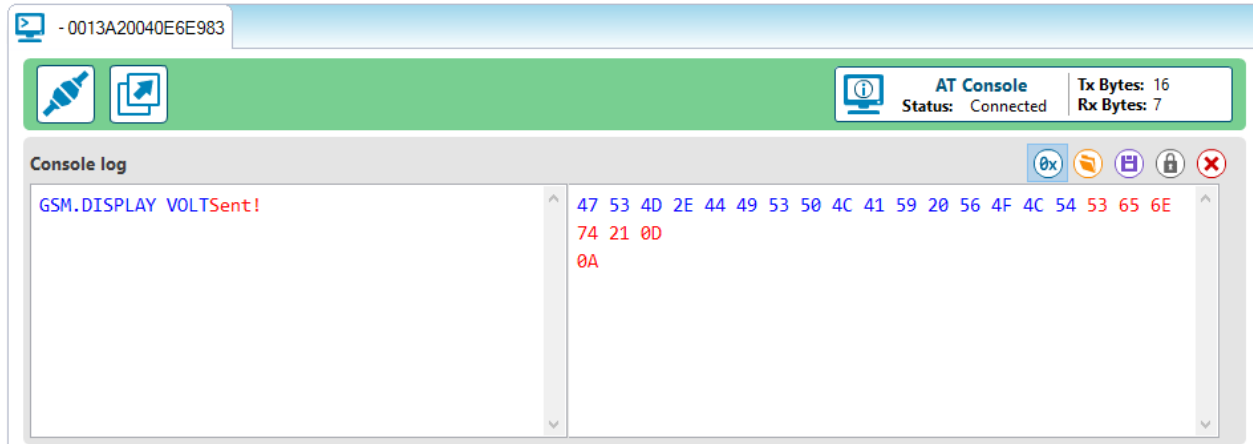 - 0013A20040E6E983
AT Console
Status: Connected
Tx Bytes: 16
Rx Bytes: 7
Console log
0x
GSM.DISPLAY VOLTSent!
47 53 4D 2E 44 49 53 50 4C 41 59 20 56 4F 4C 54 53 65 6E
74 21 0D
0A